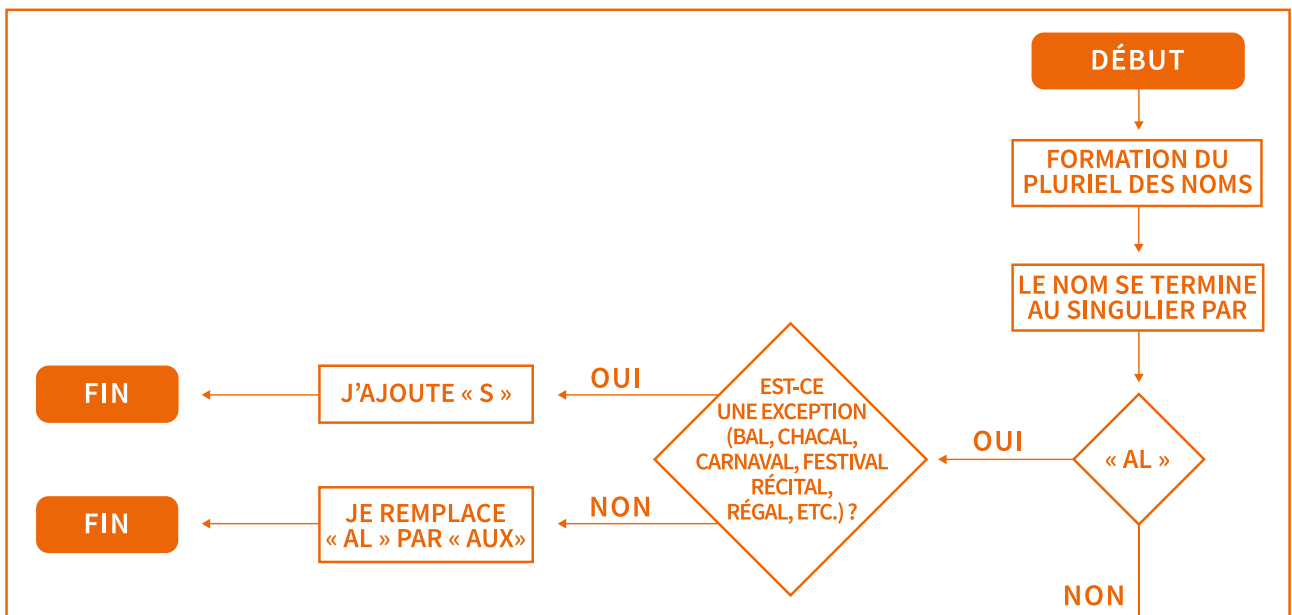 DÉBUT
FORMATION DU
PLURIEL DES NOMS
LE NOM SE TERMINE
AU SINGULIER PAR
« AL »
OUI
NON
EST-CE
UNE EXCEPTION
(BAL, CHACAL,
CARNAVAL, FESTIVAL
RÉCITAL,
RÉGAL, ETC.) ?
OUI
J’AJOUTE « S »
FIN
NON
JE REMPLACE
« AL » PAR « AUX»
FIN